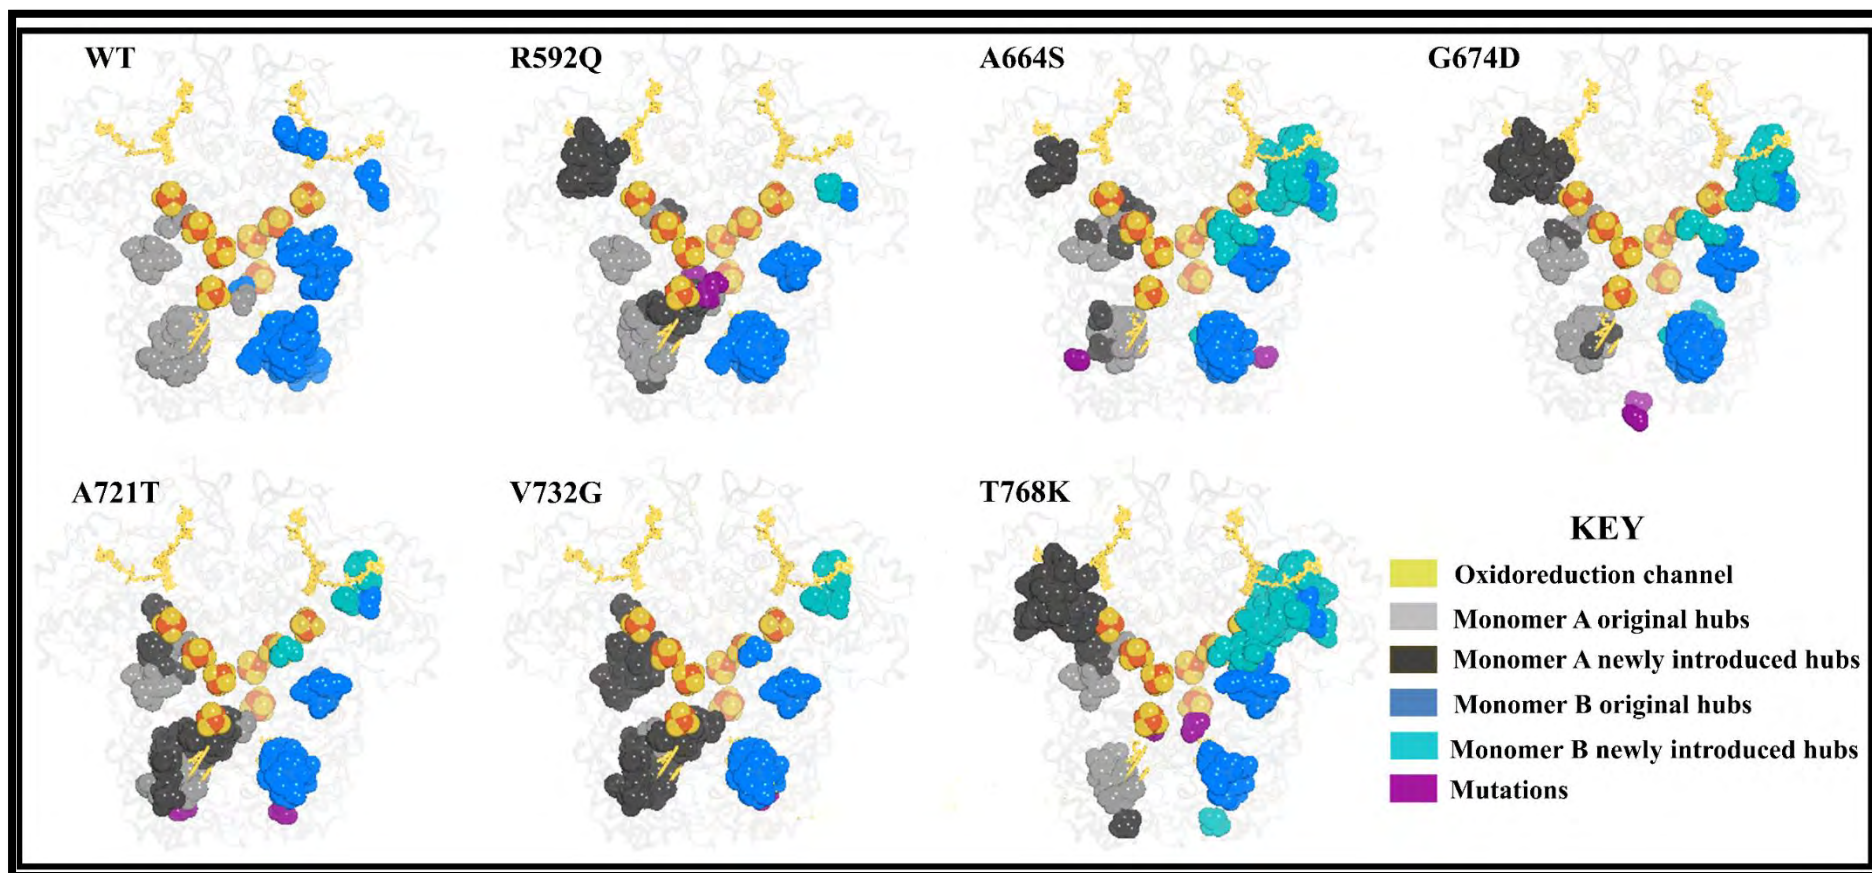 WT
R592Q
A664S
G674D
A721T
V732G
T768K
KEY
Oxidoreduction channel
Monomer A original hubs
Monomer A newly introduced hubs
Monomer B original hubs
Monomer B newly introduced hubs
Mutations